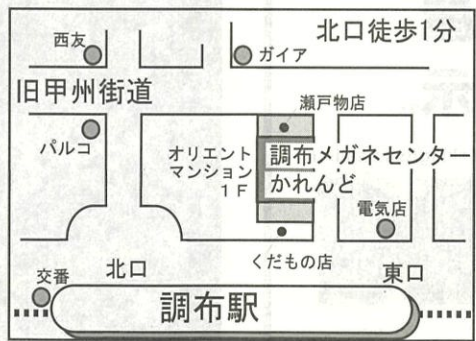 北口徒歩1分
西友
ガイア
旧甲州街道
瀬戸物店
パルコ
オリエント
マンション
1F
調布メガネセンター
かれんど
電気店
くだもの店
交番
北口
東口
調布駅